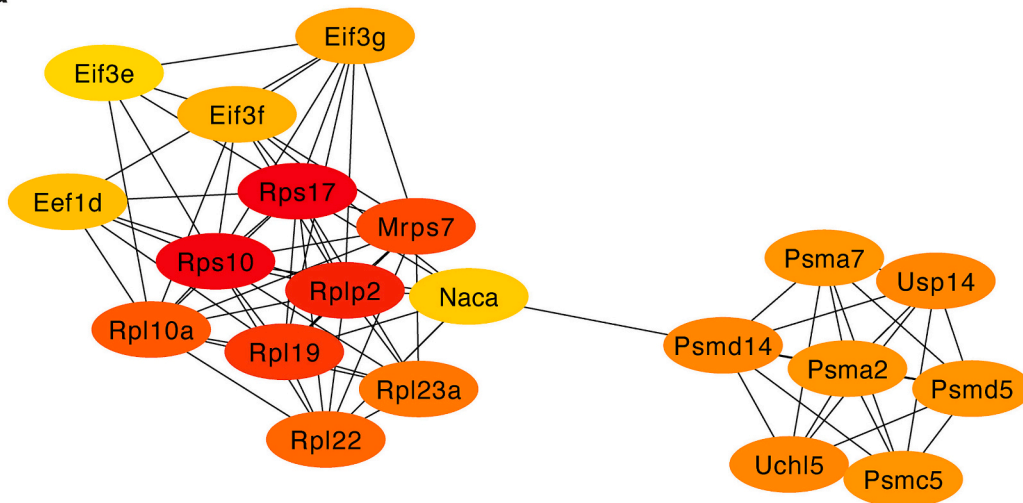 Eif3g
Eif3e
Eif3f
Rps17
Eef1d
Mrps7
Rps10
Rplp2
Naca
Rpl10a
Rpl19
Rpl23a
Rpl22
Psma7
Usp14
Psmd14
Psma2
Psmd5
Uchl5
Psmc5